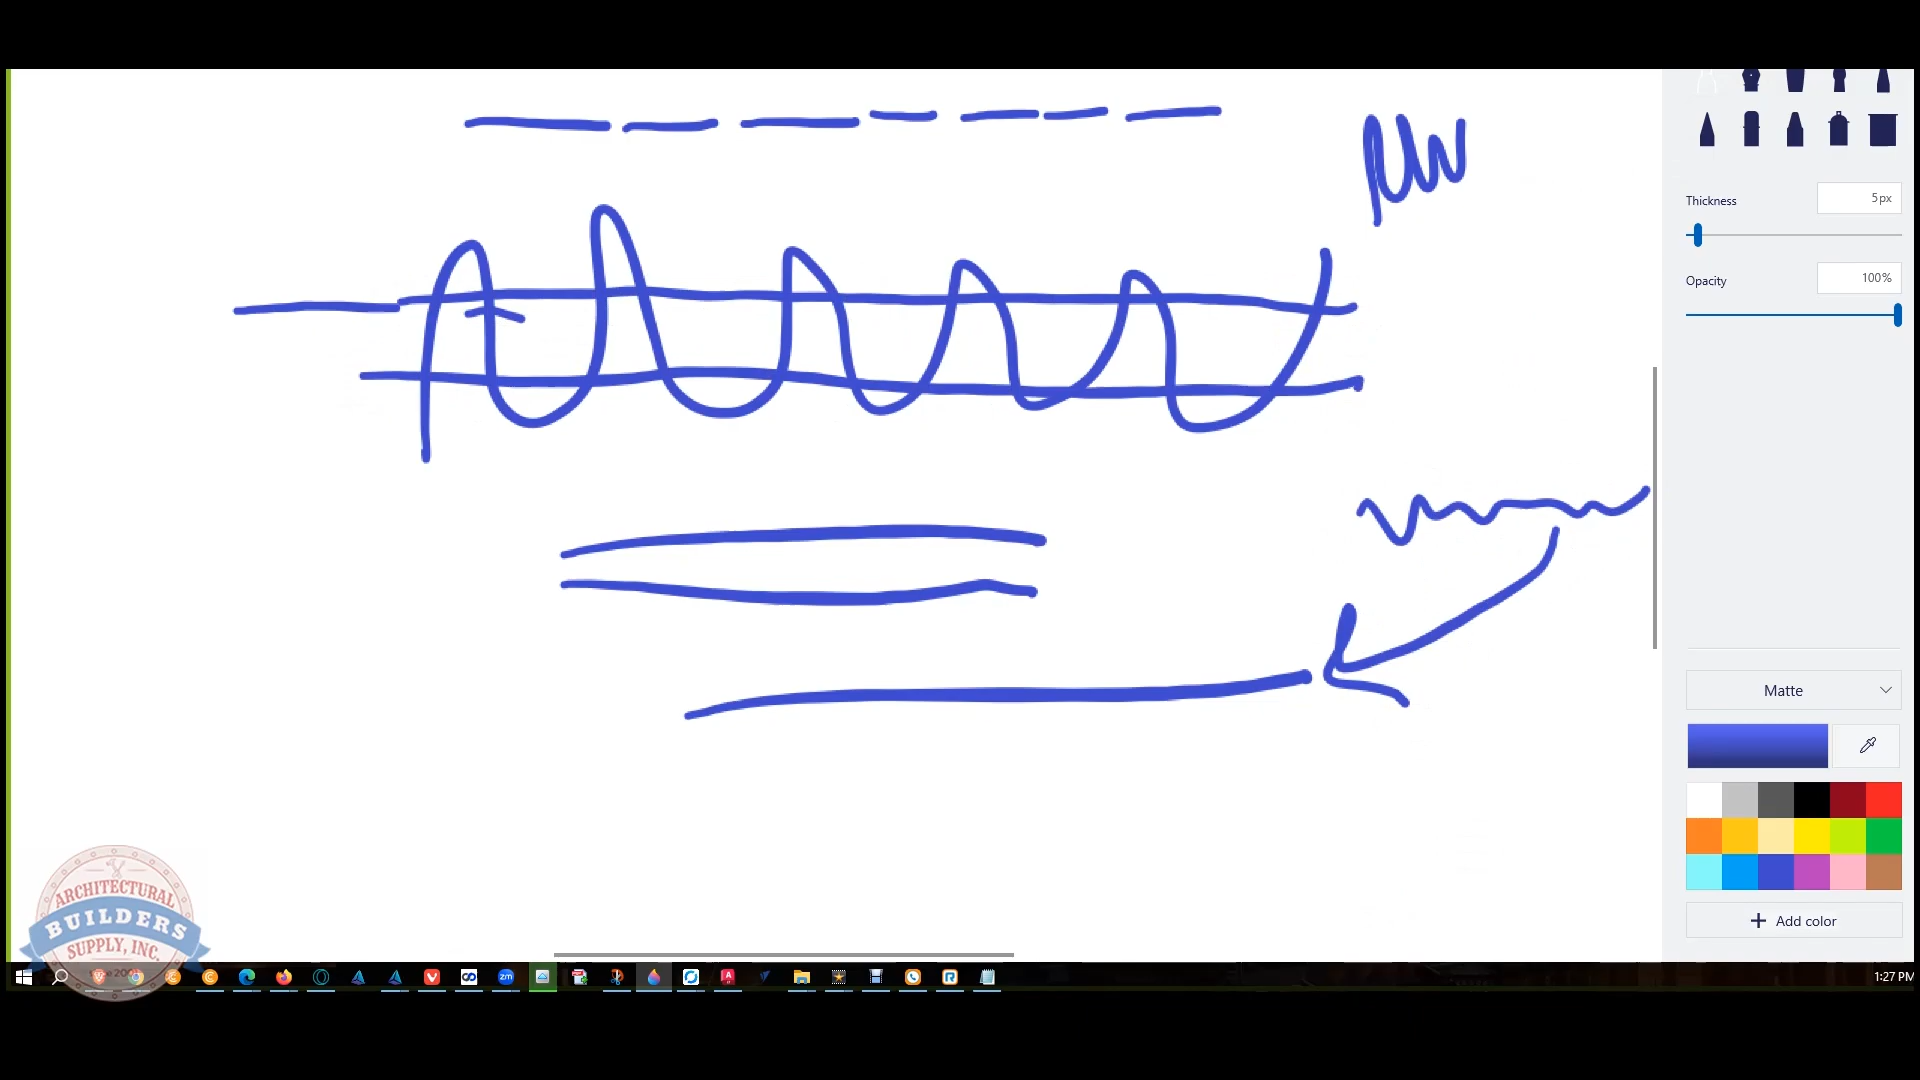 Thickness
5px
Opacity
100%
Matte
+ Add color
ARCHITECTURAL
BUILDERS
SUPPLY, INC.
1:27 PM